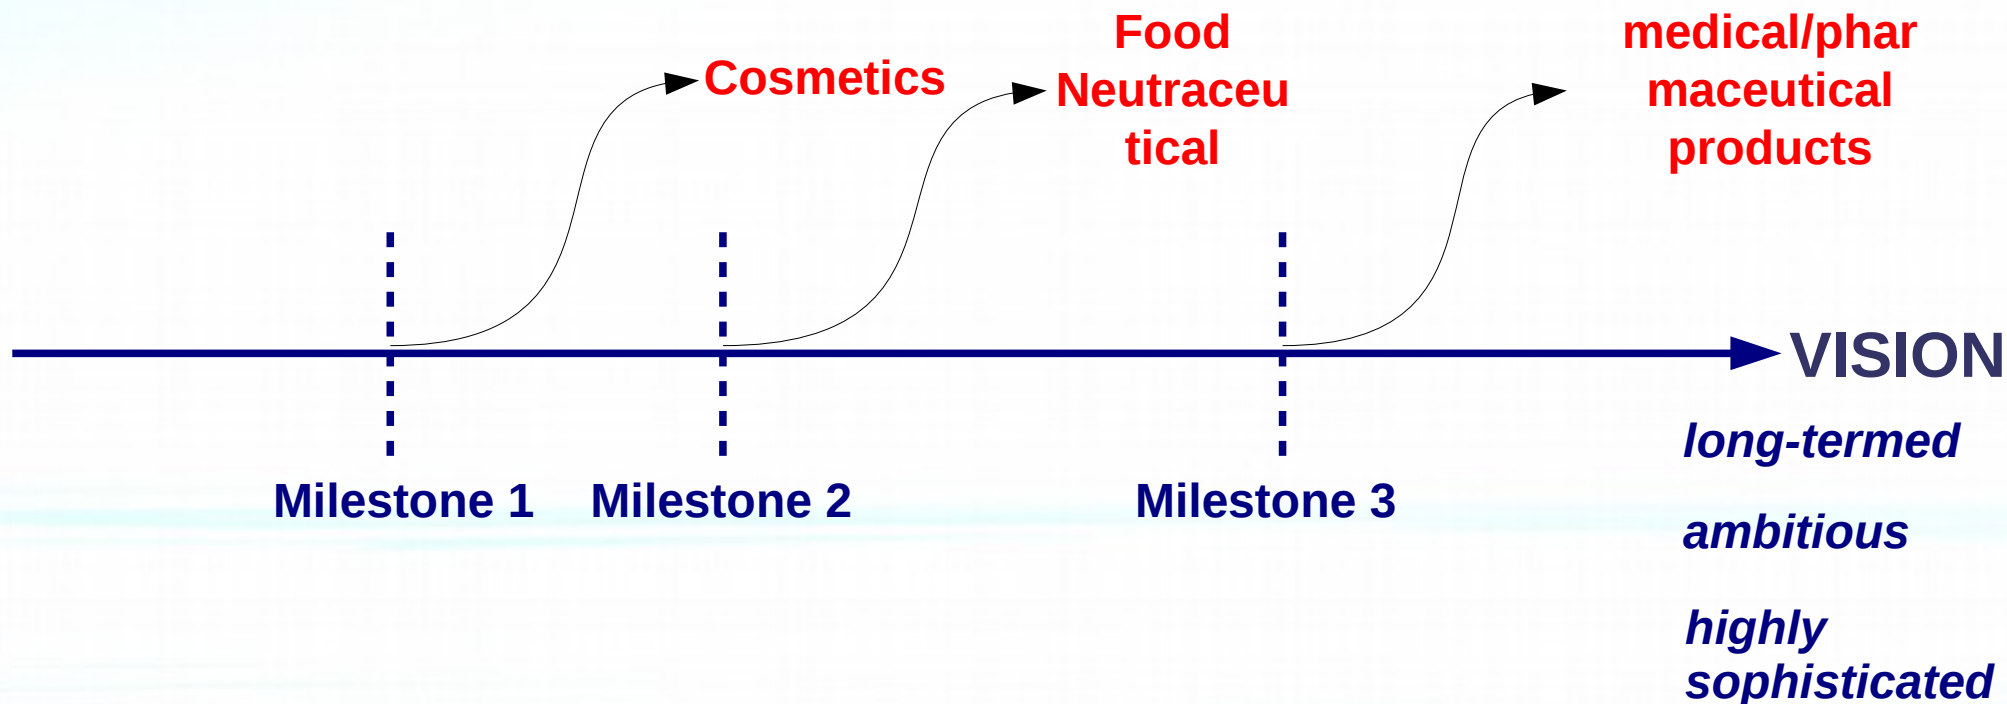 Cosmetics
Food
Neutraceu
tical
medical/phar
maceutical
products
VISION
Milestone 1
Milestone 2
Milestone 3
long-termed
ambitious
highly
sophisticated